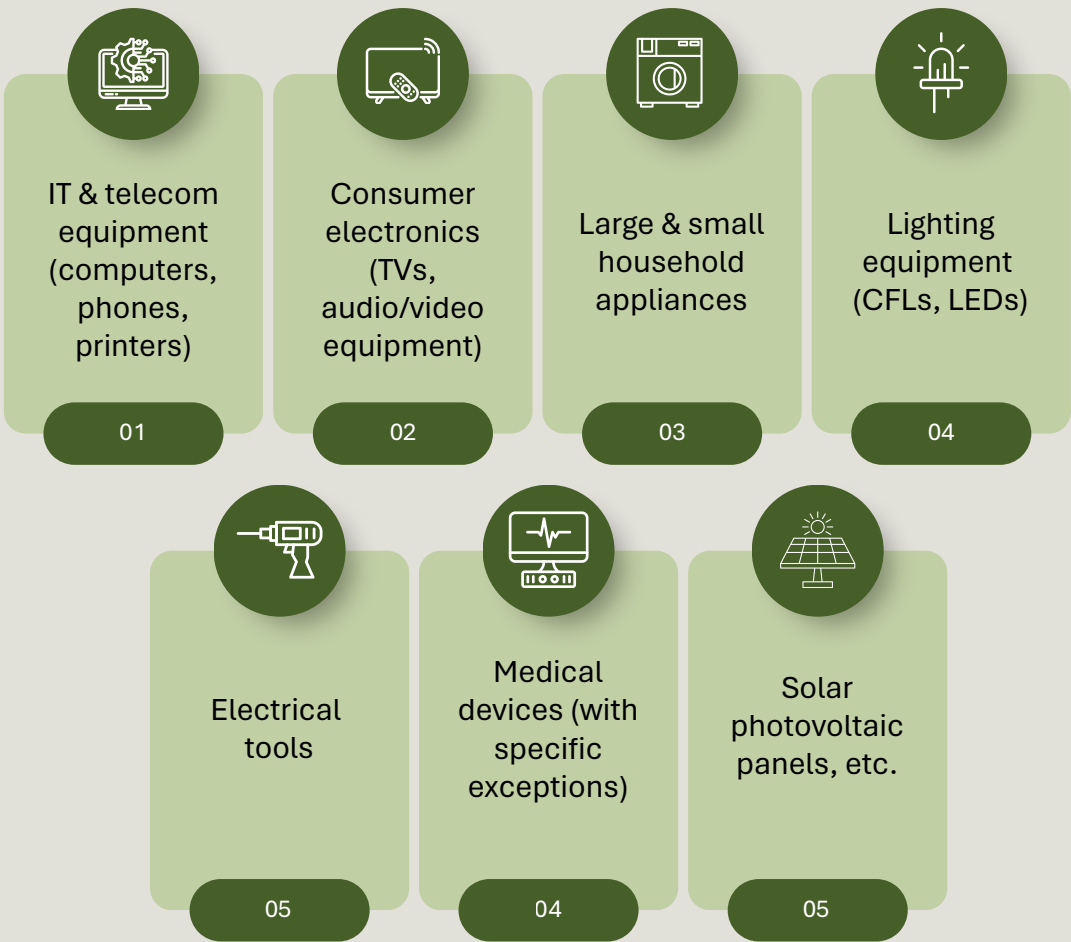 IT & telecom
equipment
(computers,
phones,
printers)
01
Consumer
electronics
(TVs,
audio/video
equipment)
02
Large & small
household
appliances
03
Lighting
equipment
(CFLs, LEDs)
04
Electrical
tools
05
Medical
devices (with
specific
exceptions)
04
Solar
photovoltaic
panels, etc.
05